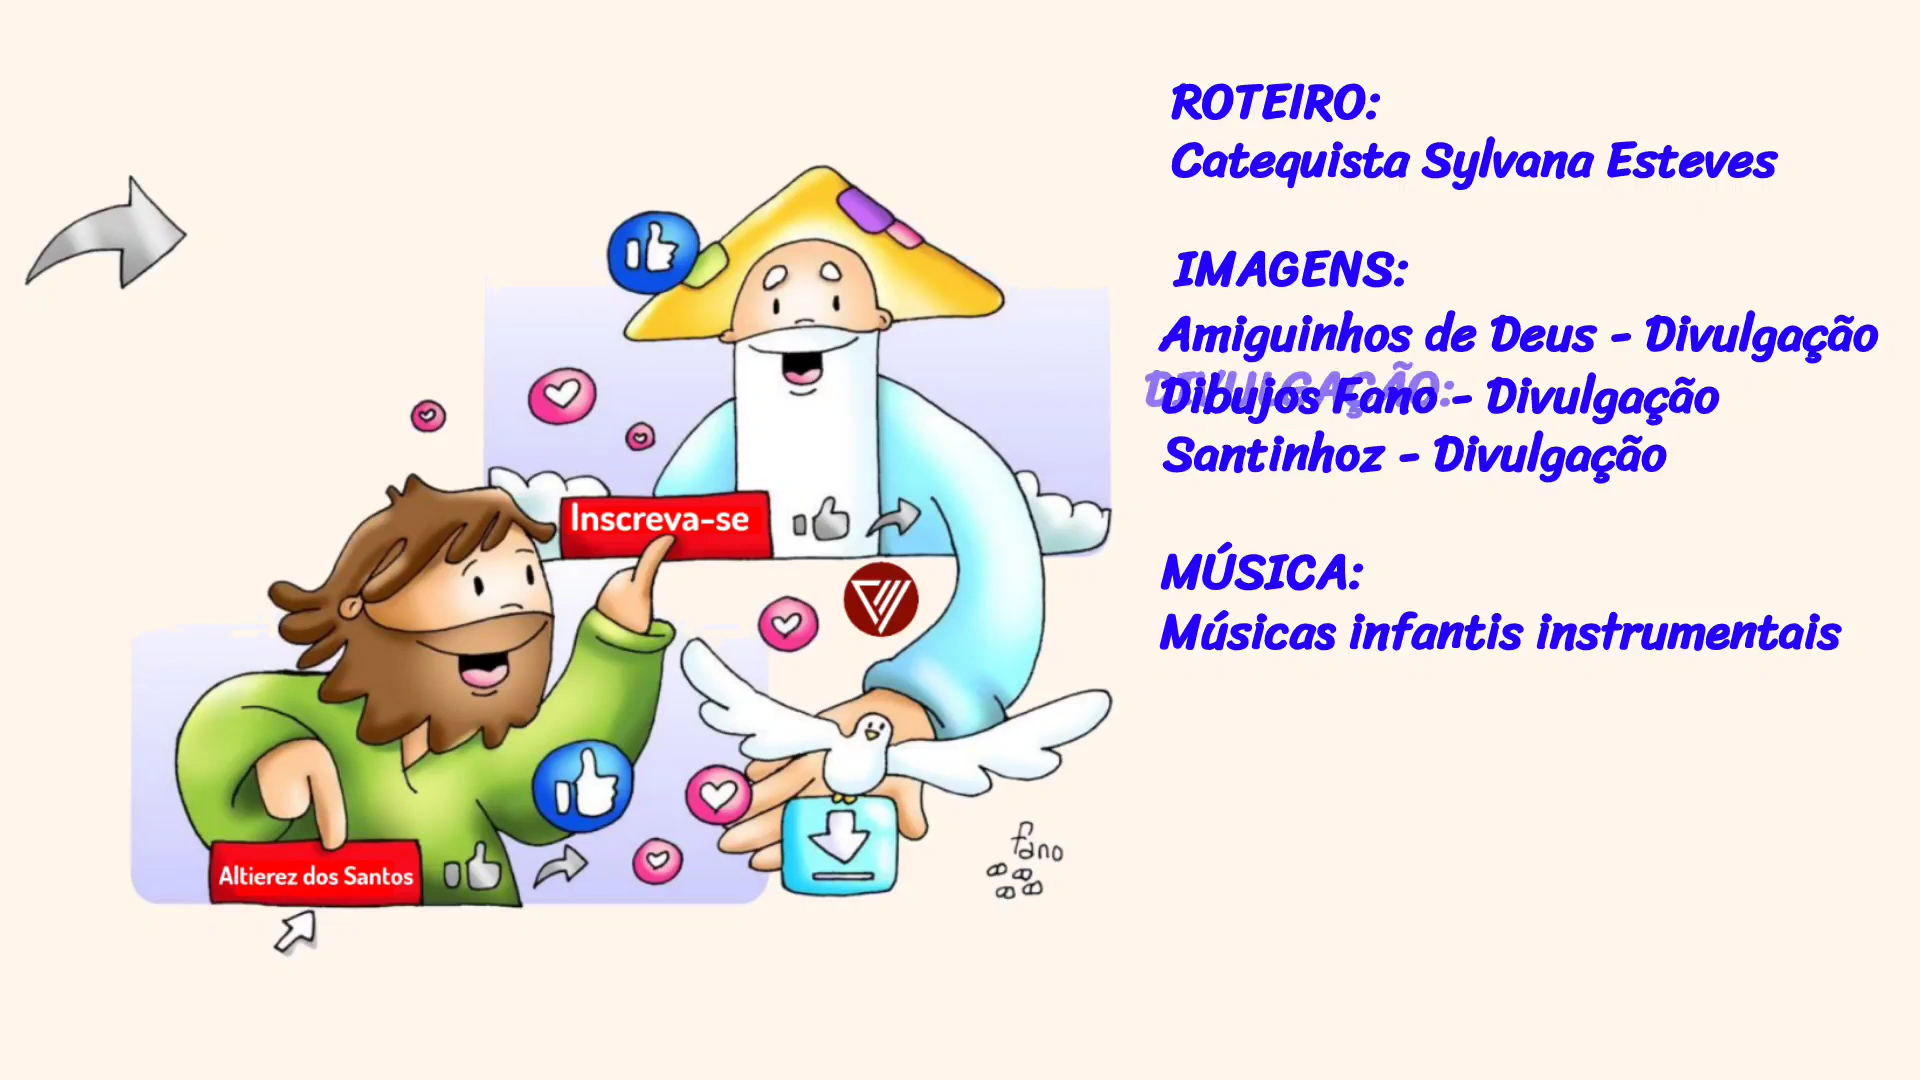 ROTEIRO:
Catequista Sylvana Esteves
IMAGENS:
Amiguinhos de Deus - Divulgação
DIVULGAÇÃO:
Dibujos Fano - Divulgação
Santinhoz - Divulgação
MÚSICA:
Músicas infantis instrumentais
Inscreva-se
Altierez dos Santos
fano